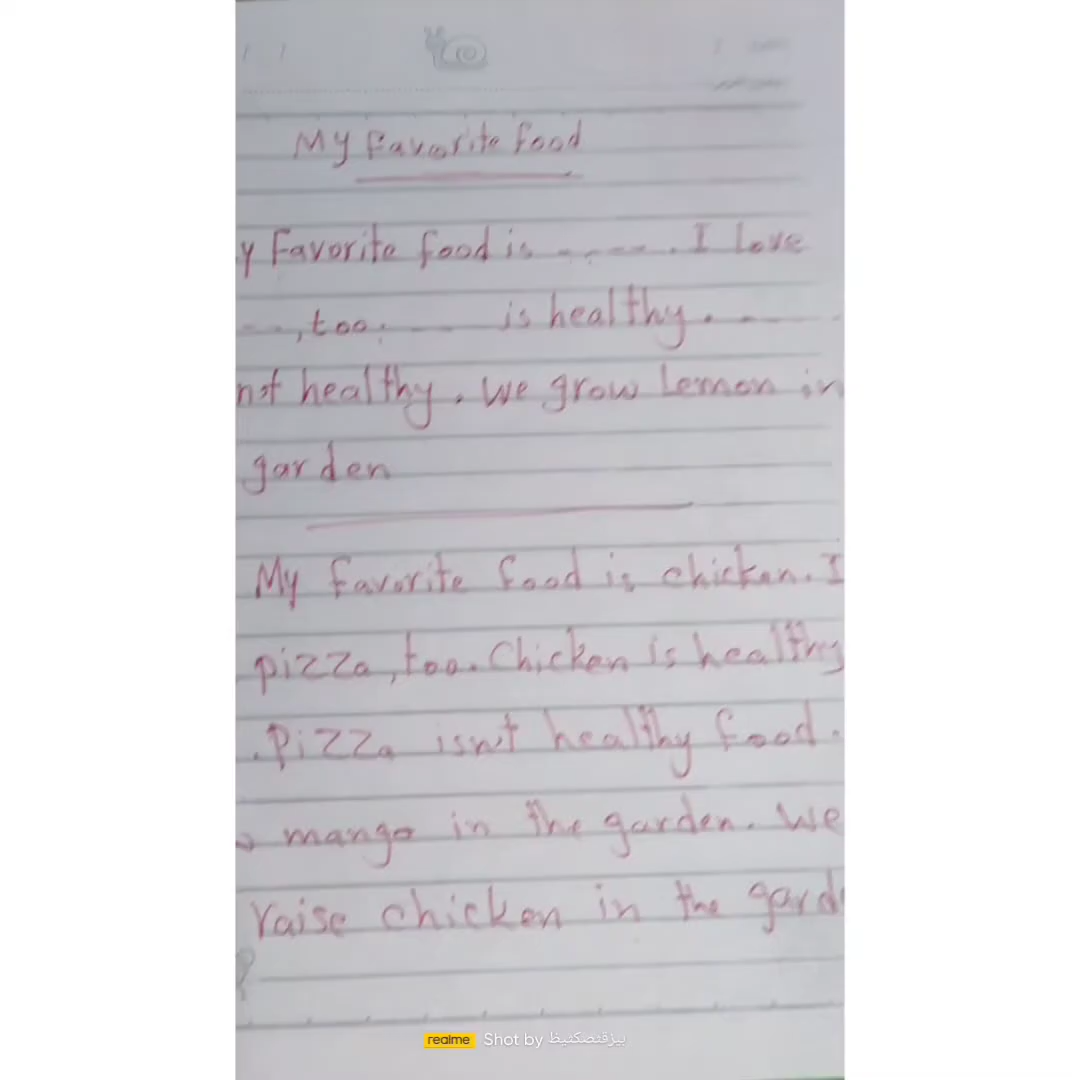 My Favorite food
y Favorite food is ------. I love
---, too. ---- is healthy. ----
not healthy. We grow Lemon in
garden
My favorite food is chicken. I
pizza, too. Chicken is healthy
.Pizza isn't healthy food.
mango in the garden. We
raise chicken in the gard
realme Shot by بيزقنصكثيظ